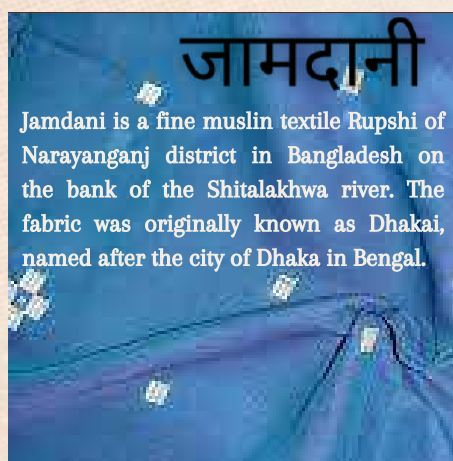 जामदानी
Jamdani is a fine muslin textile Rupshi of
Narayanganj district in Bangladesh on
the bank of the Shitalakhwa river. The
fabric was originally known as Dhakai,
named after the city of Dhaka in Bengal.